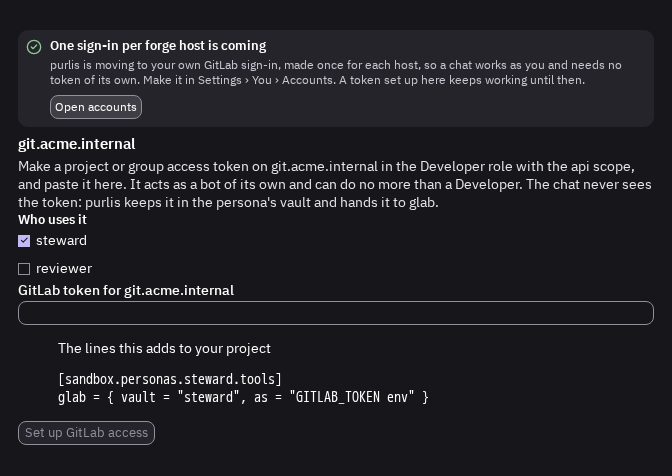 One sign-in per forge host is coming
purlis is moving to your own GitLab sign-in, made once for each host, so a chat works as you and needs no
token of its own. Make it in Settings › You › Accounts. A token set up here keeps working until then.
Open accounts
git.acme.internal
Make a project or group access token on git.acme.internal in the Developer role with the api scope,
and paste it here. It acts as a bot of its own and can do no more than a Developer. The chat never sees
the token: purlis keeps it in the persona's vault and hands it to glab.
Who uses it
steward
reviewer
GitLab token for git.acme.internal
The lines this adds to your project
[sandbox.personas.steward.tools]
glab = { vault = "steward", as = "GITLAB_TOKEN env" }
Set up GitLab access